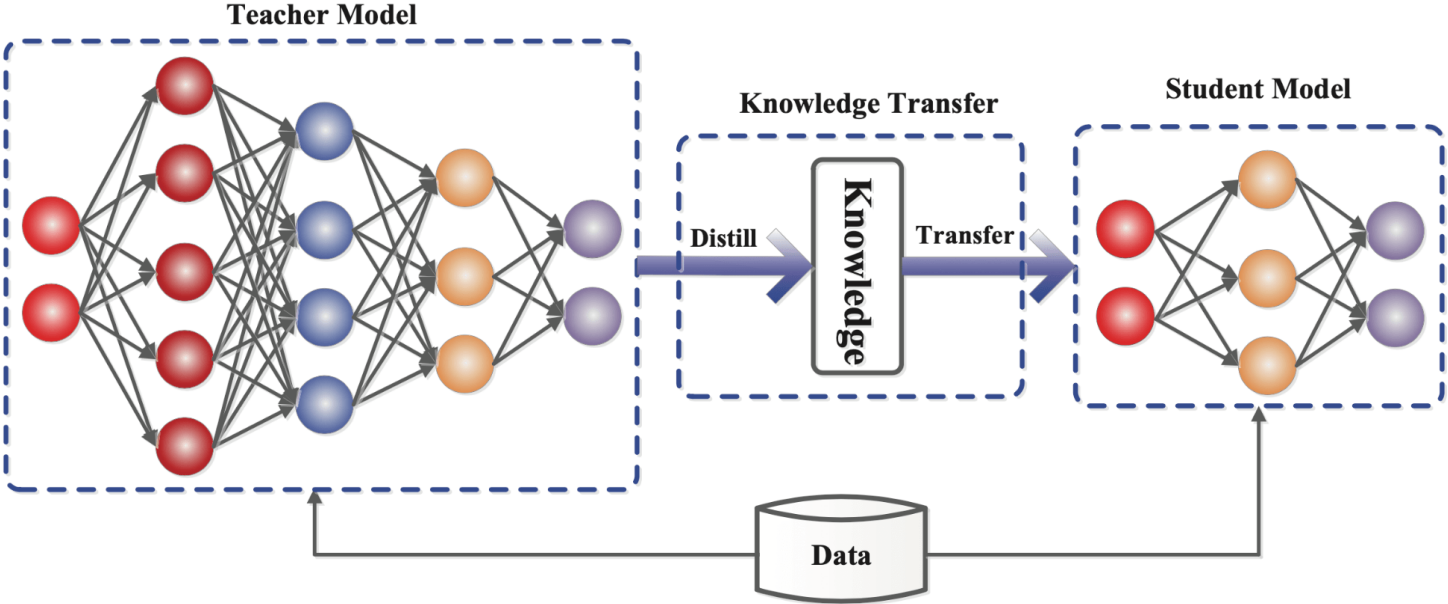 Teacher Model
Knowledge Transfer
Student Model
Distill
Knowledge
Transfer
Data